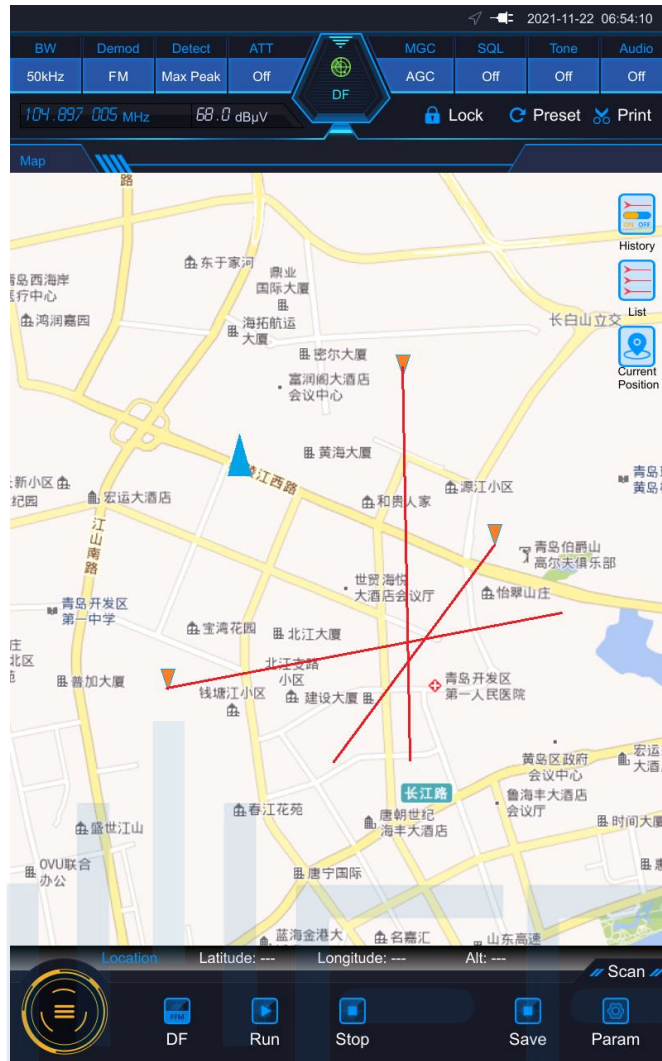 2021-11-22 06:54:10
BW Demod Detect ATT MGC SQL Tone Audio
50kHz FM Max Peak Off DF AGC Off Off Off
104.897 005 MHz 68.0 dBµV Lock Preset Print
Map
路
ON OFF
History
东于家河
鼎业
国际大厦
青岛西海岸
医疗中心
鸿润嘉园
海拓航运
大厦
长白山立交
List
密尔大厦
富润阁大酒店
会议中心
Current
Position
黄海大厦
江西路
新小区
宏运大酒店
和贵人家
源江小区
青岛
黄岛
江山南路
青岛伯爵山
高尔夫俱乐部
世贸海悦
大酒店会议厅
怡翠山庄
青岛开发区
第一中学
宝湾花园
北江大厦
庄
北区
北江支路
小区
普加大厦
钱塘江小区
建设大厦
青岛开发区
第一人民医院
黄岛区政府
会议中心
宏运
大酒
长江路
鲁海丰大酒店
会议厅
春江花苑
唐朝世纪
海丰大酒店
盛世江山
时间大厦
OVU联合
办公
唐宁国际
蓝海金港大
名嘉汇
山东高速
Location Latitude: --- Longitude: --- Alt: ---
Scan
FFM
DF Run Stop Save Param